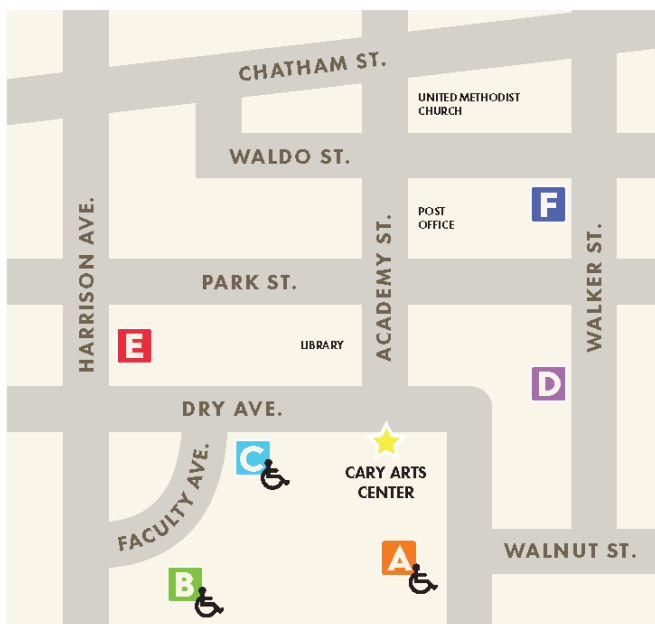 CHATHAM ST.
UNITED METHODIST
CHURCH
WALDO ST.
F
POST
OFFICE
HARRISON AVE.
ACADEMY ST.
WALKER ST.
PARK ST.
E
LIBRARY
D
DRY AVE.
C
CARY ARTS
CENTER
FACULTY AVE.
A
WALNUT ST.
B